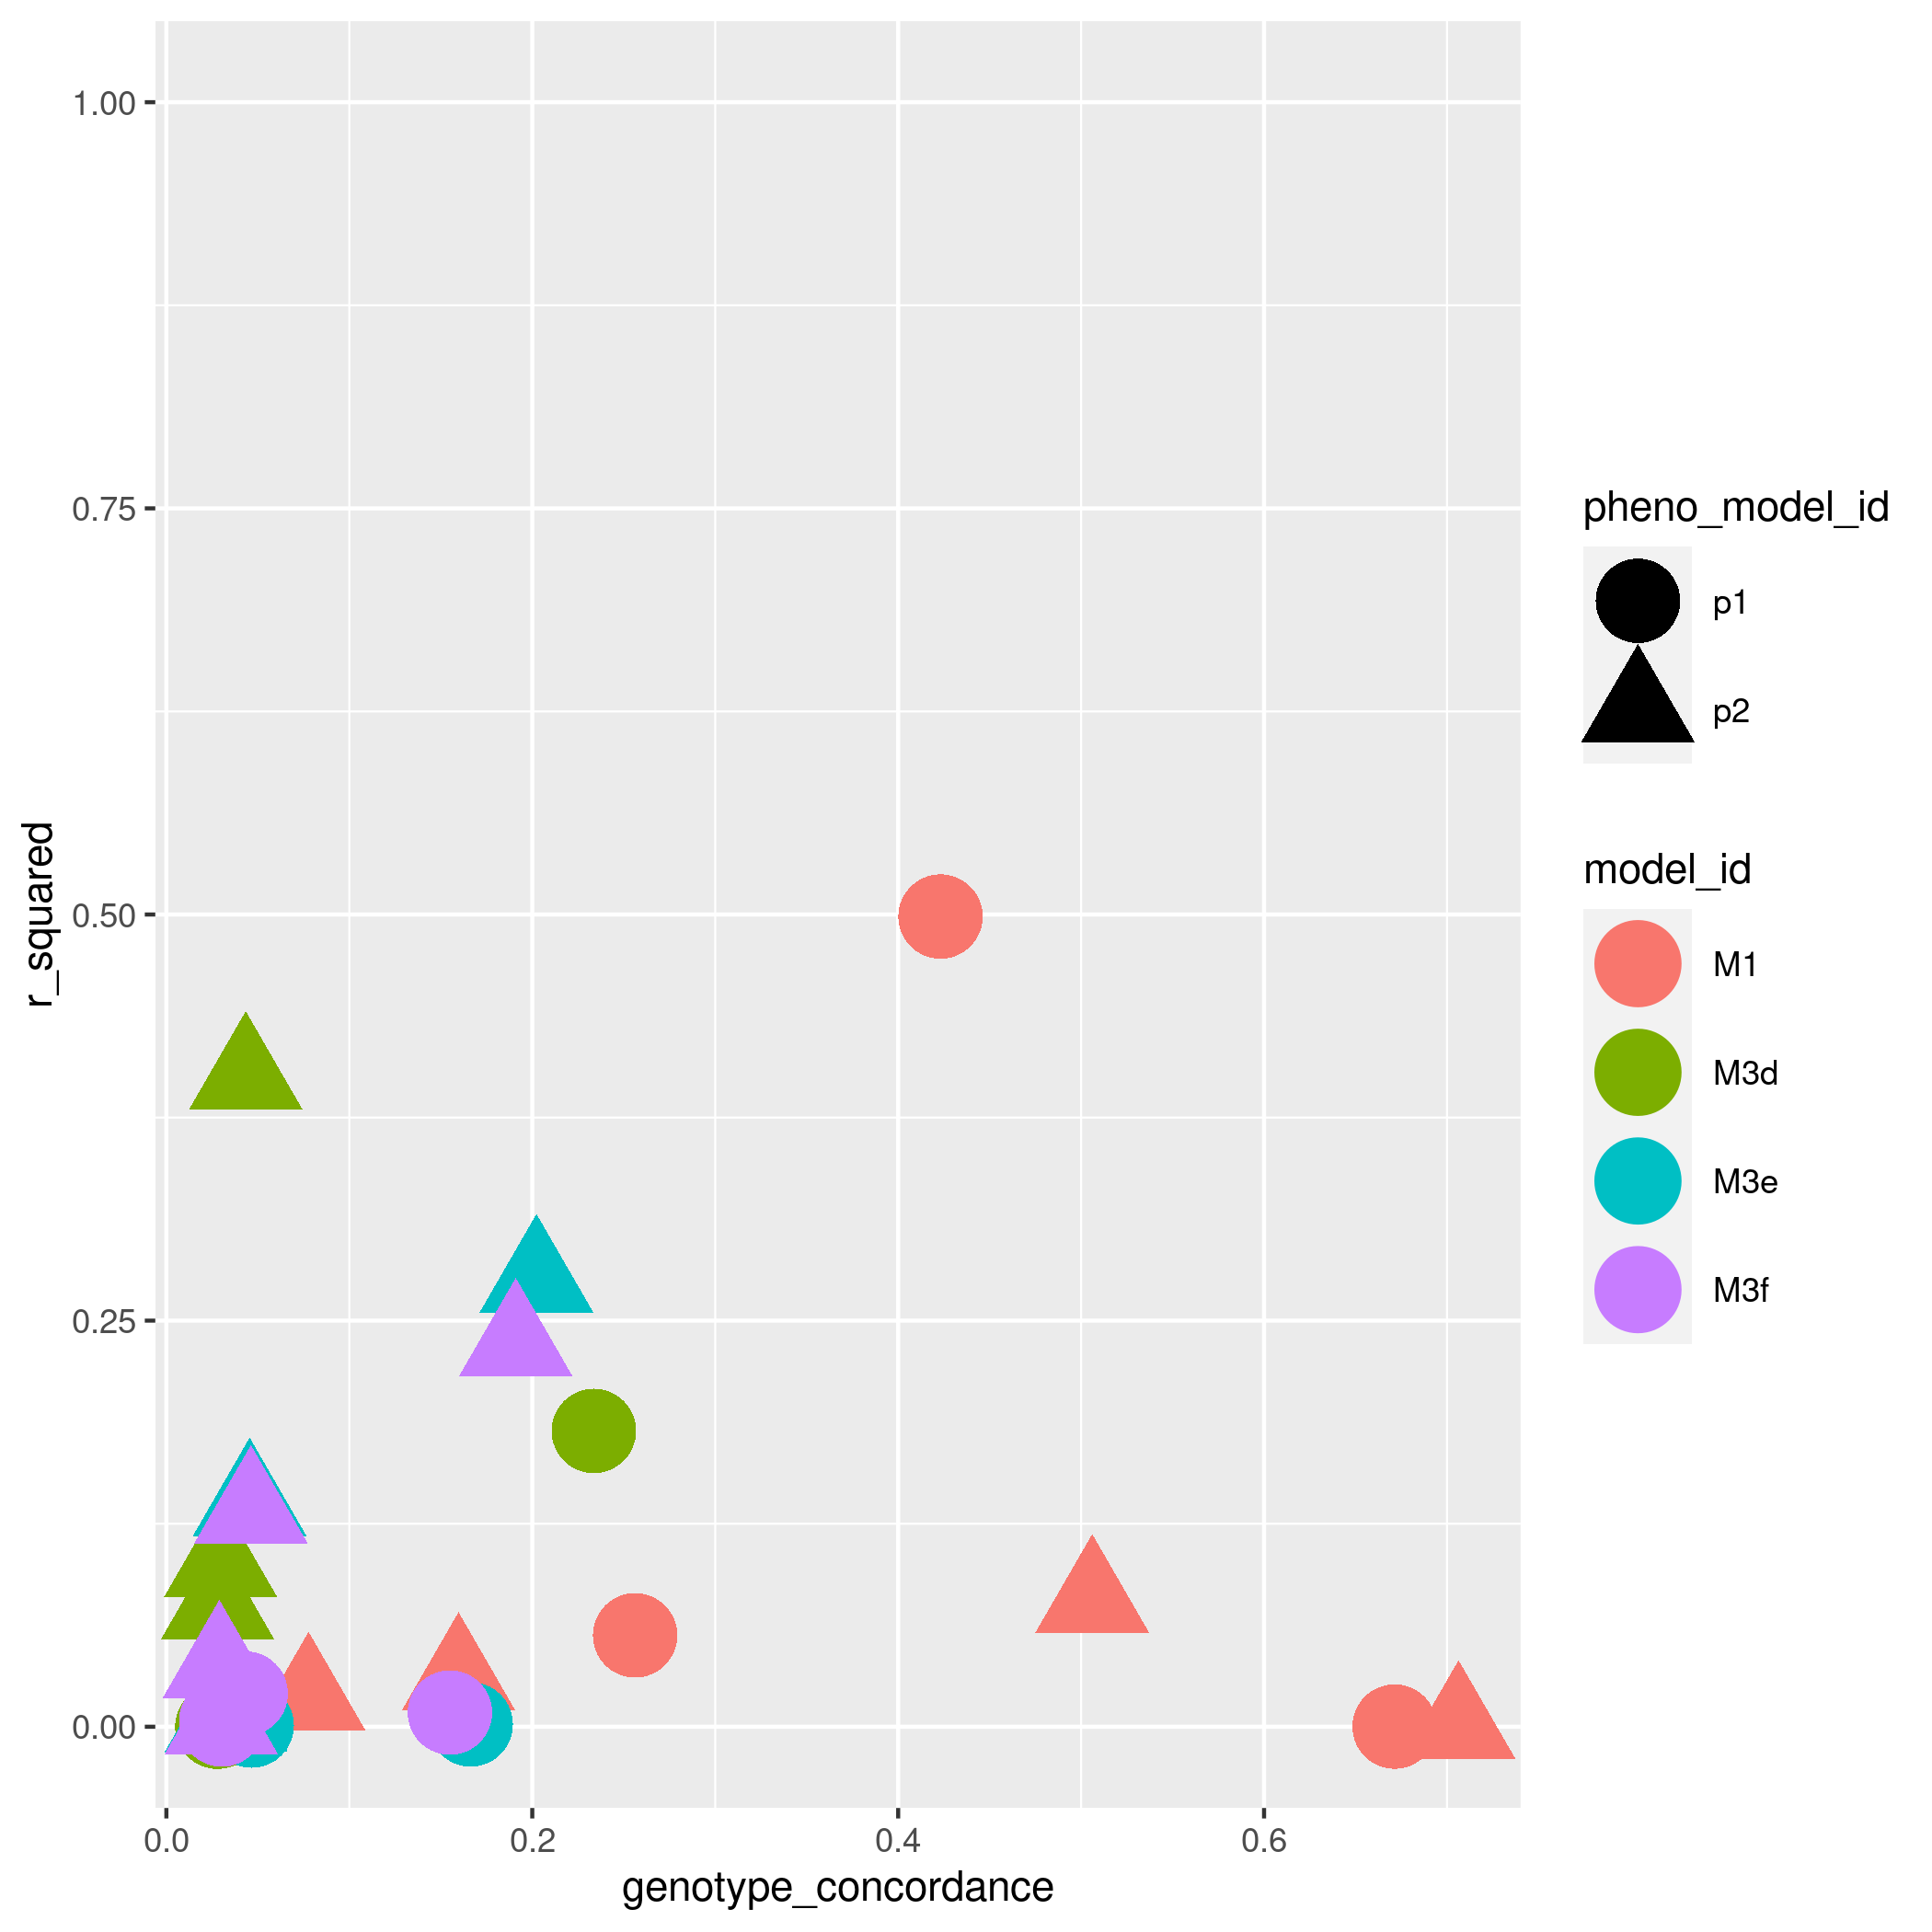 1.00
0.75
0.50
0.25
0.00
r_squared
0.0
0.2
0.4
0.6
genotype_concordance
pheno_model_id
p1
p2
model_id
M1
M3d
M3e
M3f